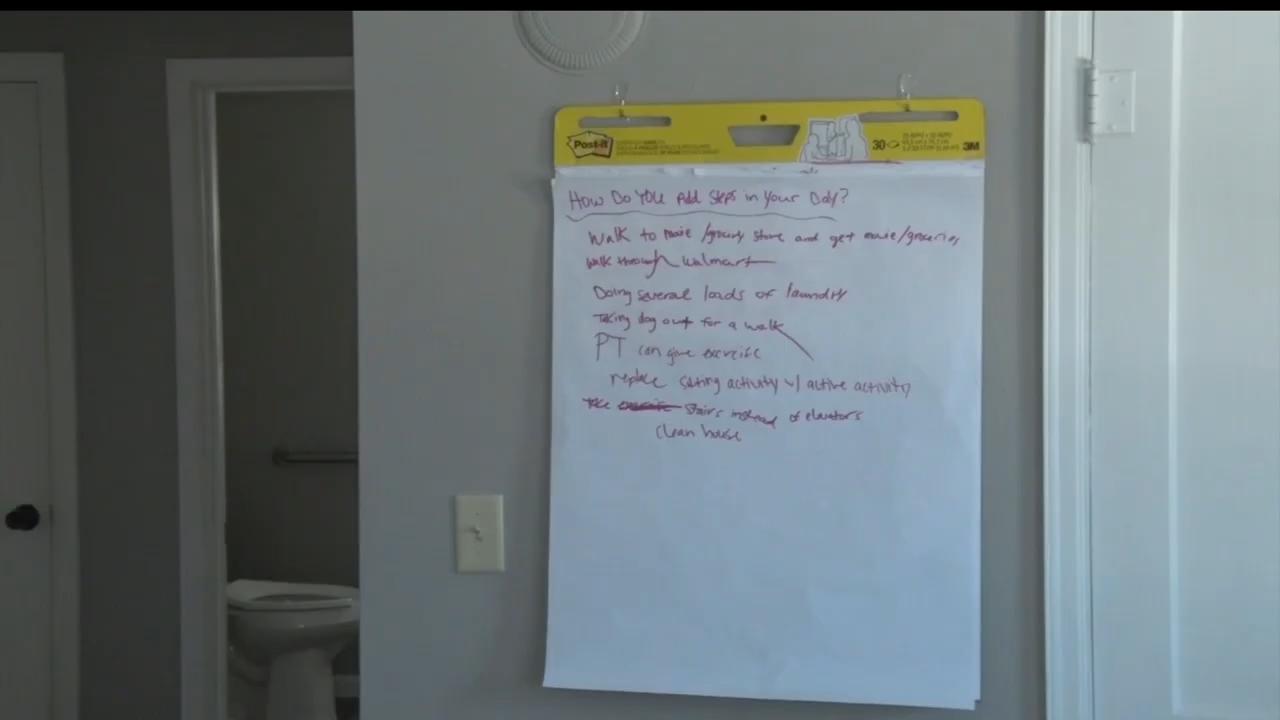 Post-it
30
3M
How Do You Add Steps in Your Day?
Walk to movie/grocery store and get movie/groceries
walk through Walmart
Doing several loads of laundry
Taking dog out for a walk
PT can give exercise
replace sitting activity w/ active activity
take stairs instead of elevators
clean house